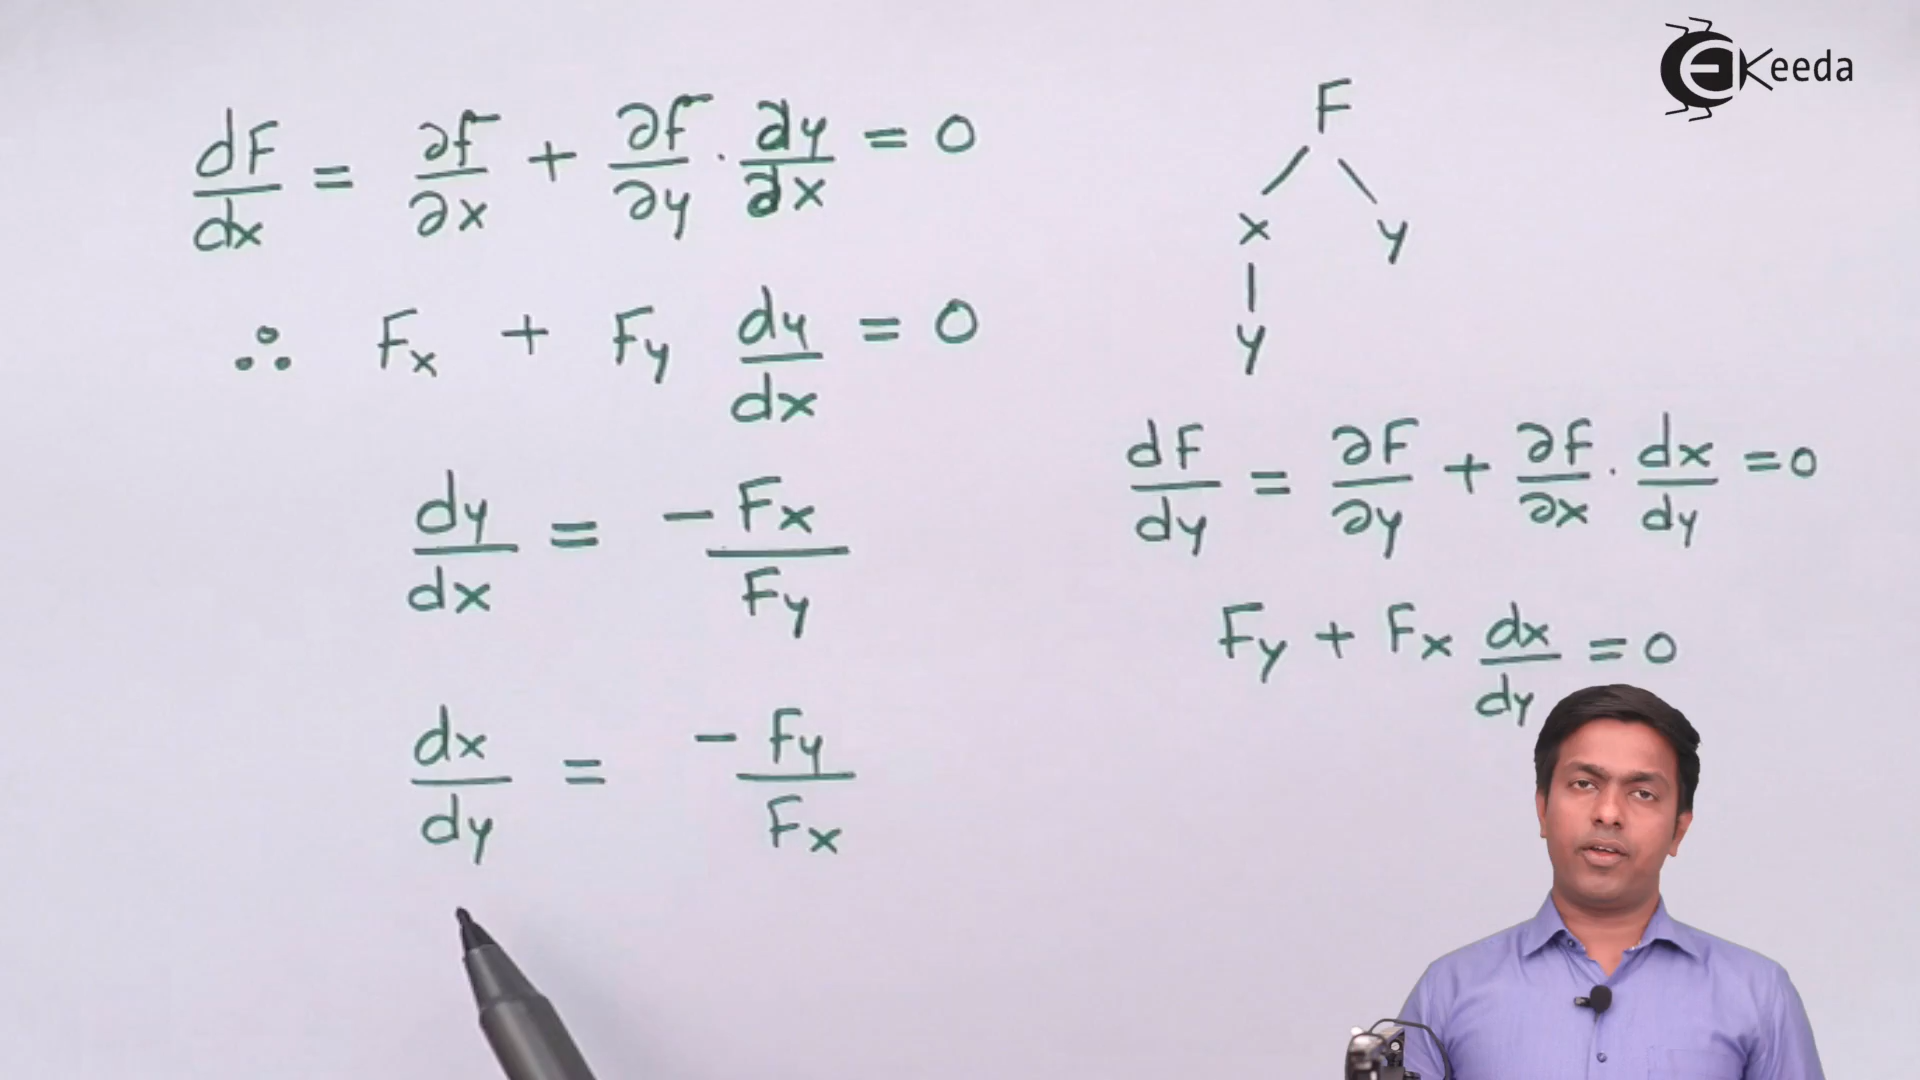 EKeeda
dF/dx = ∂f/∂x + ∂f/∂y · ∂y/∂x = 0
∴ Fx + Fy dy/dx = 0
dy/dx = -Fx/Fy
dx/dy = -Fy/Fx
F
x y
y
dF/dy = ∂F/∂y + ∂F/∂x · dx/dy = 0
Fy + Fx dx/dy = 0